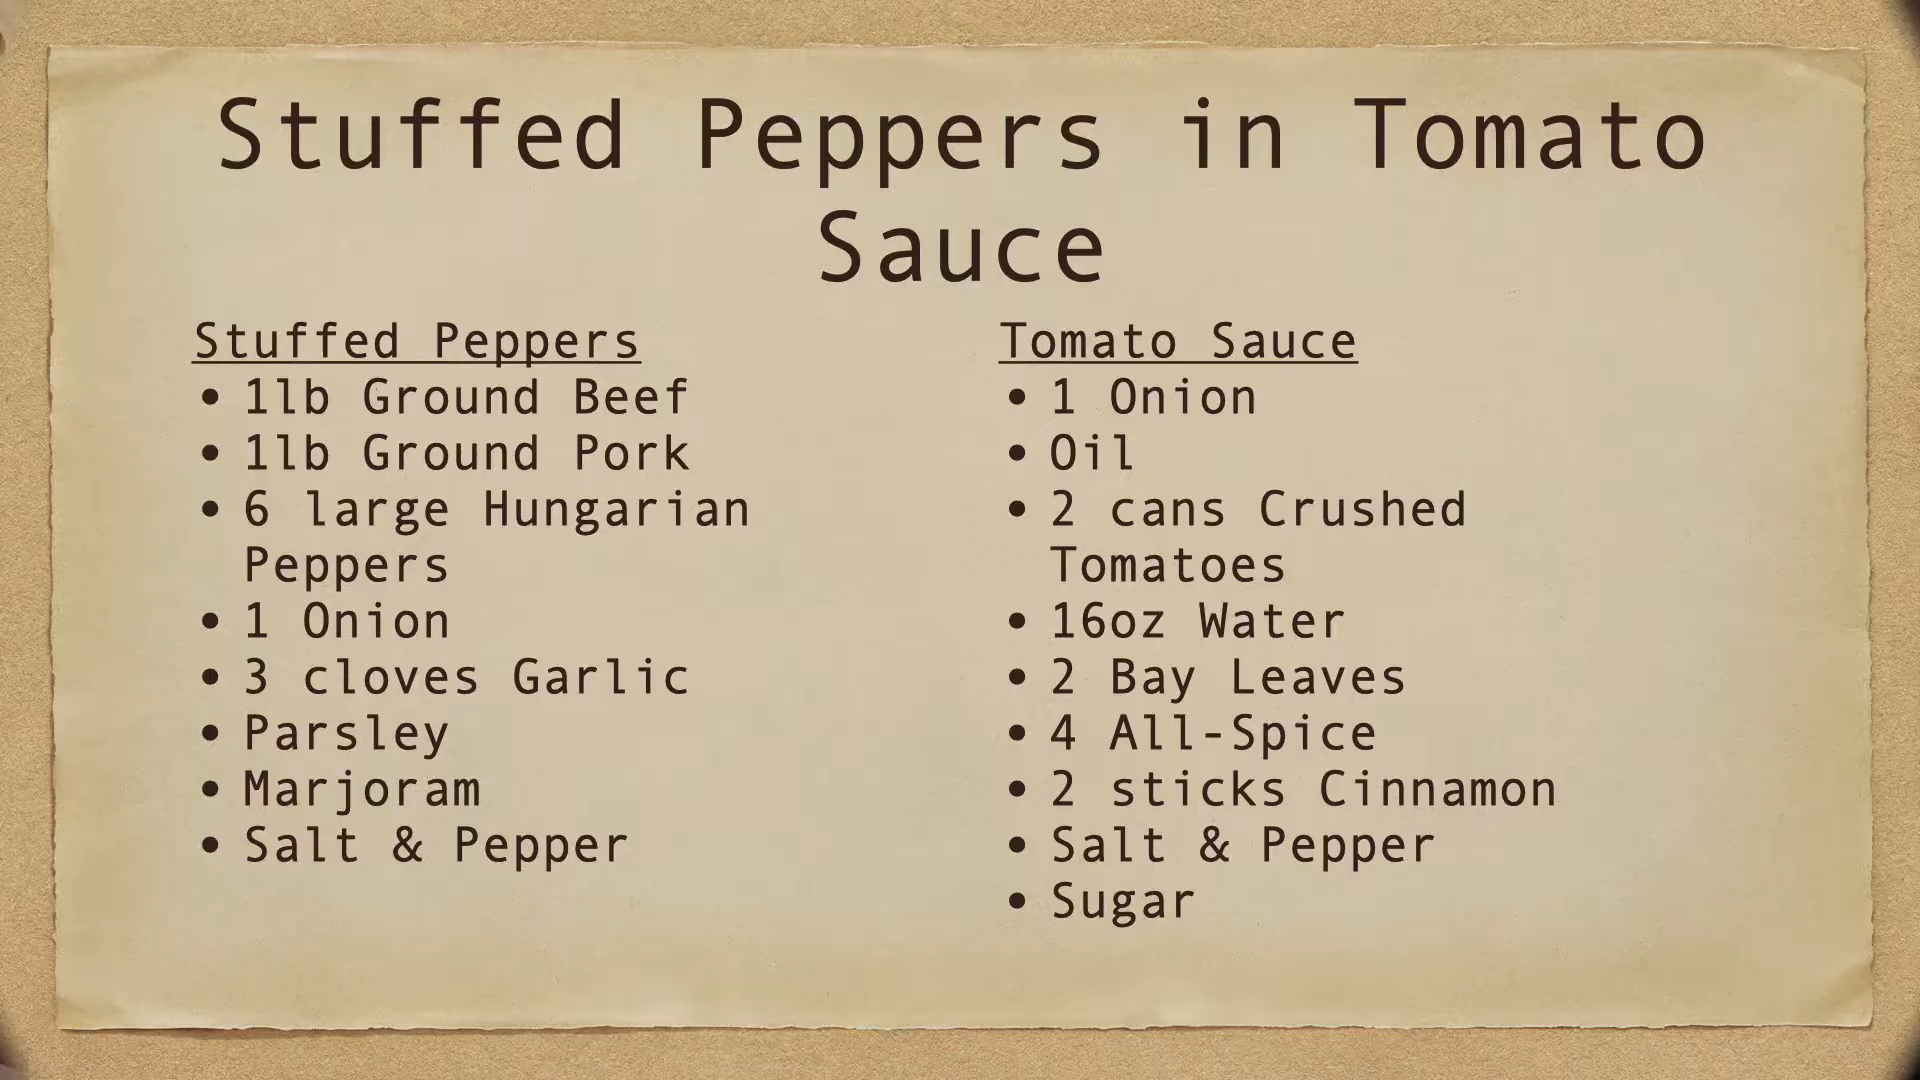 Stuffed Peppers in Tomato
Sauce
Stuffed Peppers
• 1lb Ground Beef
• 1lb Ground Pork
• 6 large Hungarian
Peppers
• 1 Onion
• 3 cloves Garlic
• Parsley
• Marjoram
• Salt & Pepper
Tomato Sauce
• 1 Onion
• Oil
• 2 cans Crushed
Tomatoes
• 16oz Water
• 2 Bay Leaves
• 4 All-Spice
• 2 sticks Cinnamon
• Salt & Pepper
• Sugar